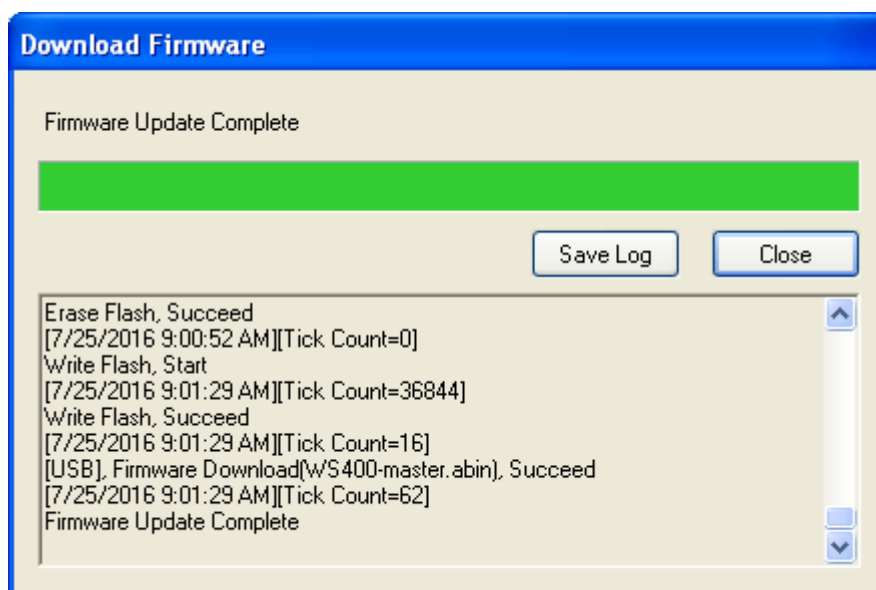 Download Firmware
Firmware Update Complete
Save Log
Close
Erase Flash, Succeed
[7/25/2016 9:00:52 AM][Tick Count=0]
Write Flash, Start
[7/25/2016 9:01:29 AM][Tick Count=36844]
Write Flash, Succeed
[7/25/2016 9:01:29 AM][Tick Count=16]
[USB], Firmware Download(WS400-master.abin), Succeed
[7/25/2016 9:01:29 AM][Tick Count=62]
Firmware Update Complete